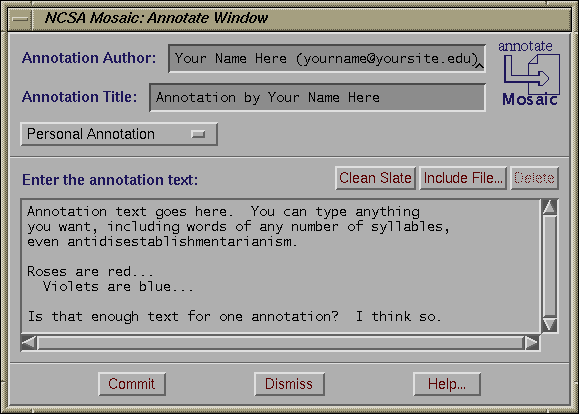 NCSA Mosaic: Annotate Window
Annotation Author: Your Name Here (yourname@yoursite.edu)
annotate
Mosaic
Annotation Title: Annotation by Your Name Here
Personal Annotation
Enter the annotation text: Clean Slate Include File... Delete
Annotation text goes here.  You can type anything
you want, including words of any number of syllables,
even antidisestablishmentarianism.
Roses are red...
Violets are blue...
Is that enough text for one annotation?  I think so.
Commit Dismiss Help...